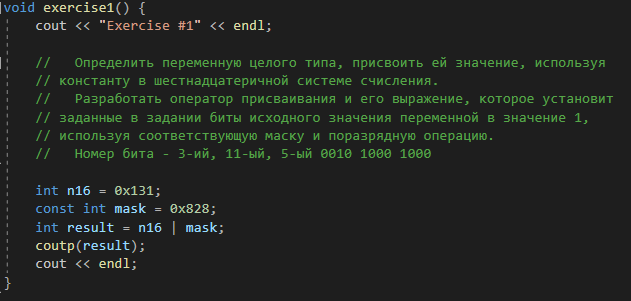 void exercise1() {
cout << "Exercise #1" << endl;
//   Определить переменную целого типа, присвоить ей значение, используя
// константу в шестнадцатеричной системе счисления.
//   Разработать оператор присваивания и его выражение, которое установит
// заданные в задании биты исходного значения переменной в значение 1,
// используя соответствующую маску и поразрядную операцию.
//   Номер бита - 3-ий, 11-ый, 5-ый 0010 1000 1000
int n16 = 0x131;
const int mask = 0x828;
int result = n16 | mask;
coutp(result);
cout << endl;
}